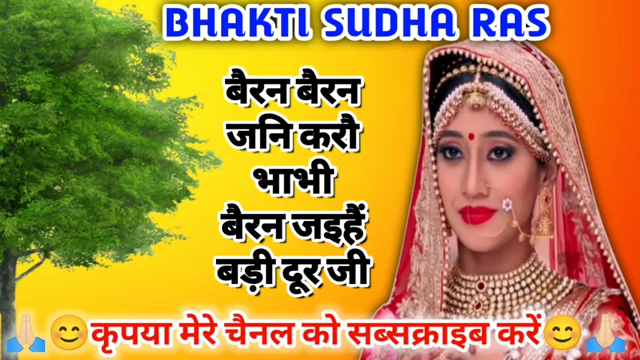 BHAKTI SUDHA RAS
बैरन बैरन
जनि करौ
भाभी
बैरन जइहैं
बड़ी दूर जी
🙏🏻😊कृपया मेरे चैनल को सब्सक्राइब करें😊🙏🏻